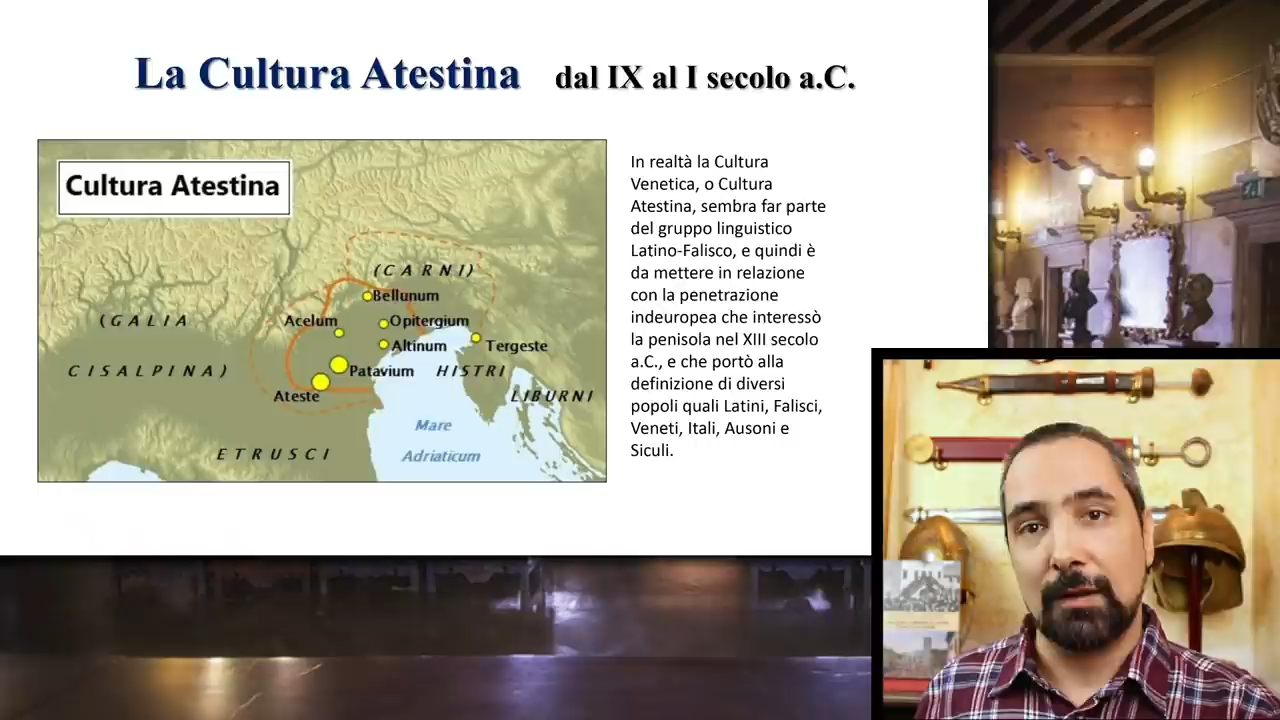 La Cultura Atestina dal IX al I secolo a.C.
Cultura Atestina
(CARNI)
Bellunum
(GALIA
Acelum
Opitergium
Altinum
Tergeste
CISALPINA)
Patavium
HISTRI
Ateste
LIBURNI
Mare
ETRUSCI
Adriaticum
In realtà la Cultura
Venetica, o Cultura
Atestina, sembra far parte
del gruppo linguistico
Latino-Falisco, e quindi è
da mettere in relazione
con la penetrazione
indeuropea che interessò
la penisola nel XIII secolo
a.C., e che portò alla
definizione di diversi
popoli quali Latini, Falisci,
Veneti, Itali, Ausoni e
Siculi.